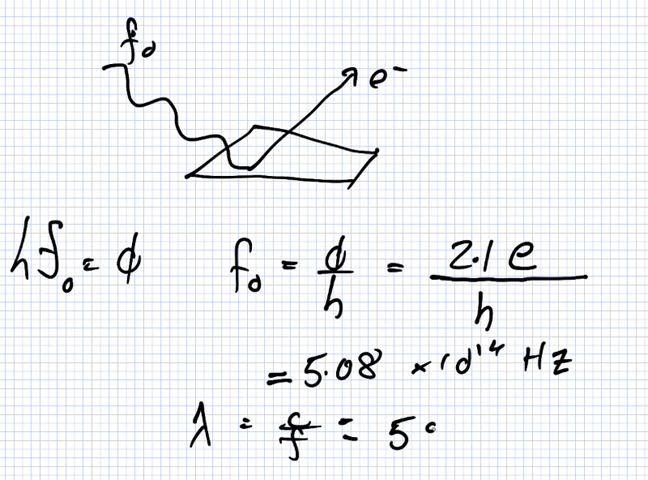 f₀
e⁻
hf₀ = ϕ f₀ = ϕ/h = 2.1 e/h
= 5.08 × 10¹⁴ Hz
λ = c/f = 5